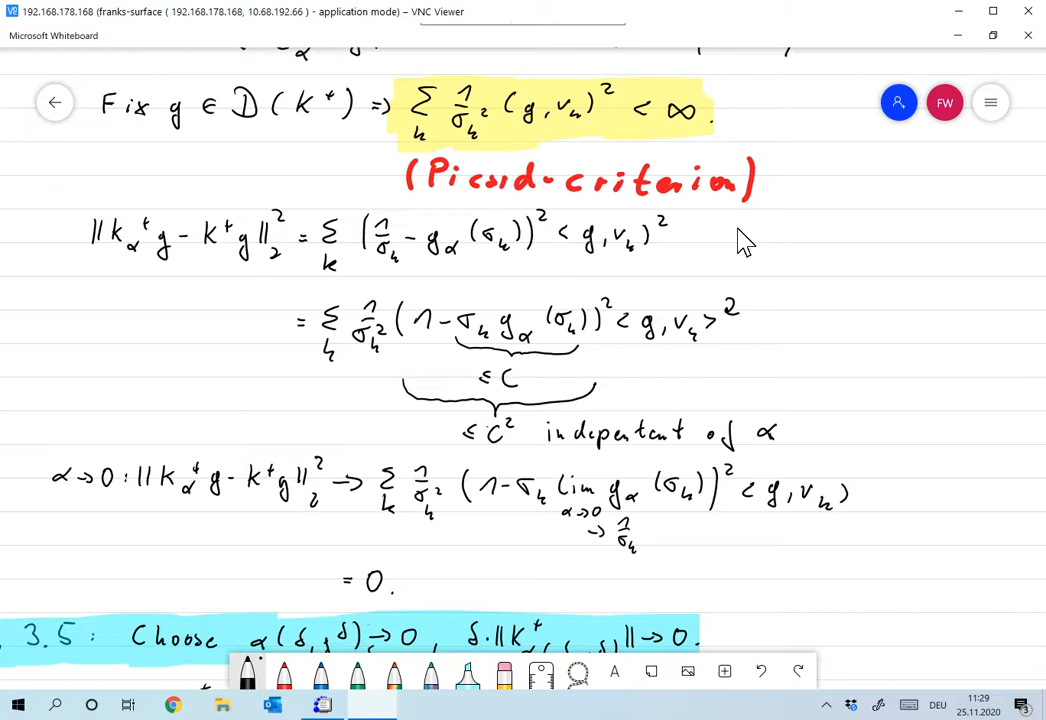 192.168.178.168 (franks-surface ( 192.168.178.168, 10.68.192.66 ) - application mode) – VNC Viewer
Microsoft Whiteboard
Fix g ∈ D(K⁺) ⇒ Σ_k 1/σ_k² (g, v_k)² < ∞.
FW
(Picard-criterion)
‖K_α⁺g - K⁺g‖₂² = Σ_k (1/σ_k - g_α(σ_k))² <g, v_k)²
= Σ_k 1/σ_k² (1 - σ_k g_α(σ_k))² <g, v_k>²
≤ C
≤ C² indepentent of α
α→0: ‖K_α⁺g - K⁺g‖₂² → Σ_k 1/σ_k² (1 - σ_k lim_{α→0} g_α(σ_k))² <g, v_k)
→ 1/σ_k
= 0.
3.5: Choose α(δ, g^δ) → 0, δ·‖K⁺ ‖ → 0.
A
DEU
11:29
25.11.2020
3